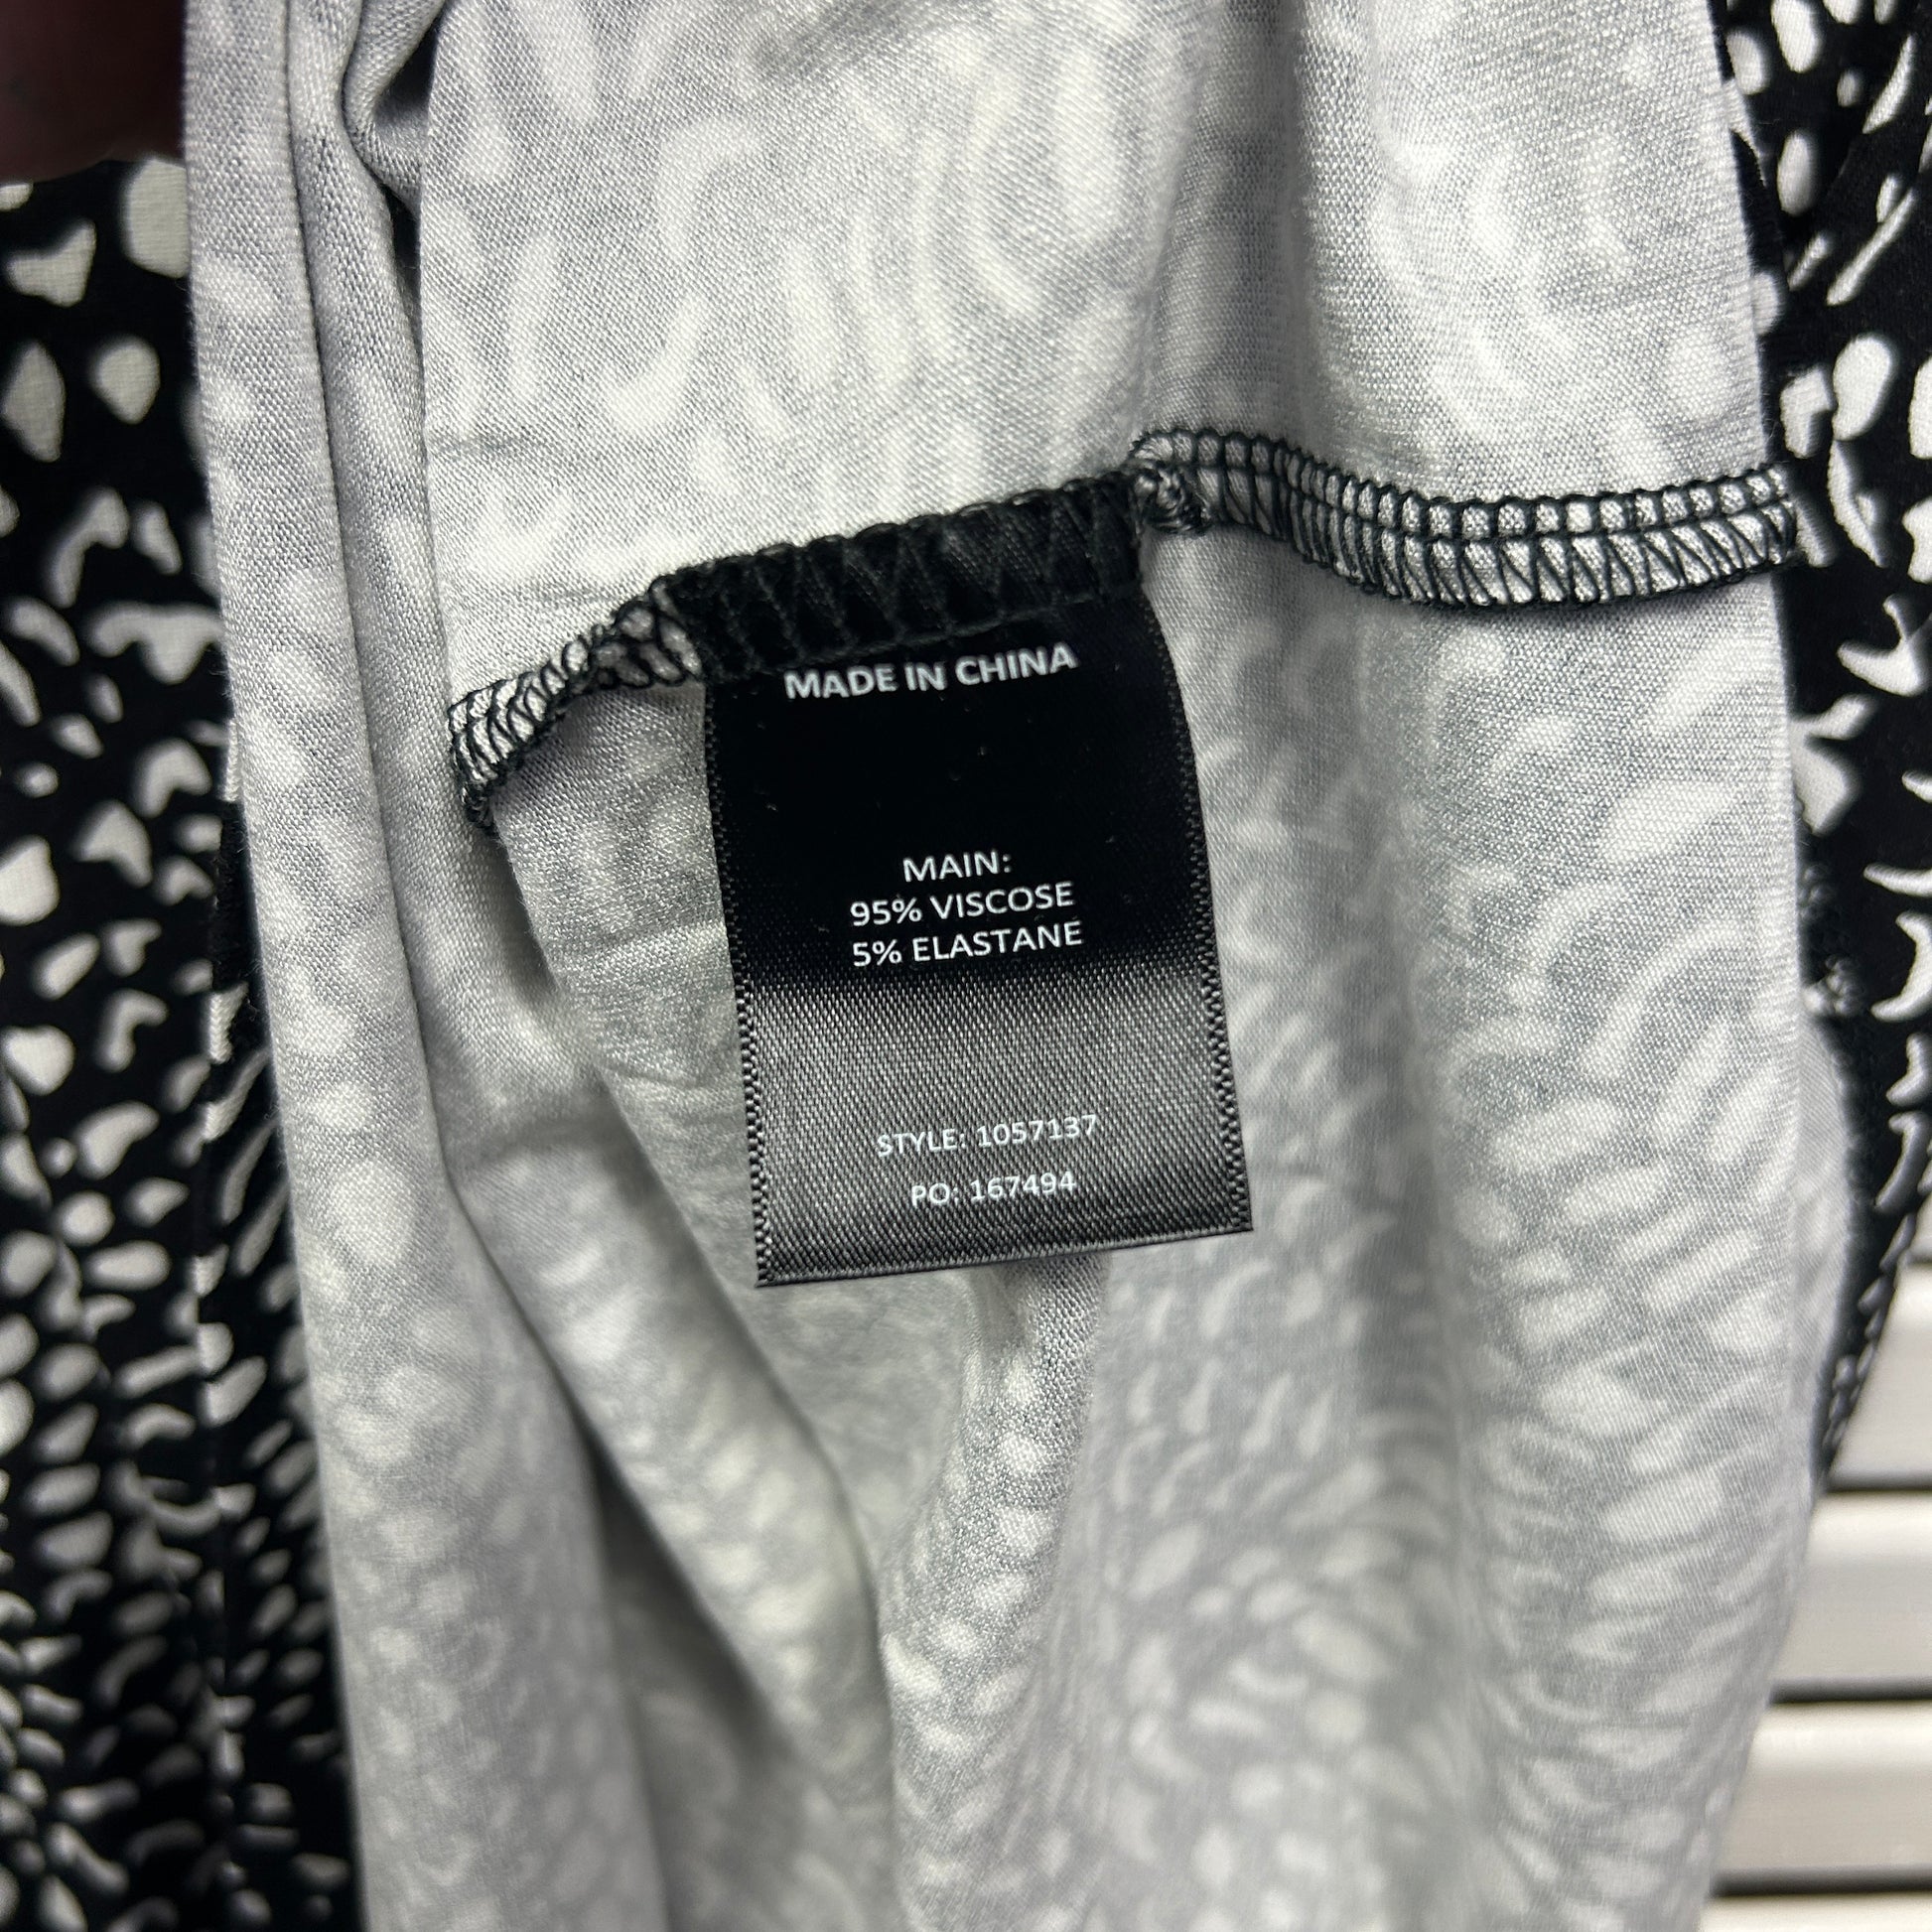 MADE IN CHINA
MAIN:
95% VISCOSE
5% ELASTANE
STYLE: 1057137
PO: 167494